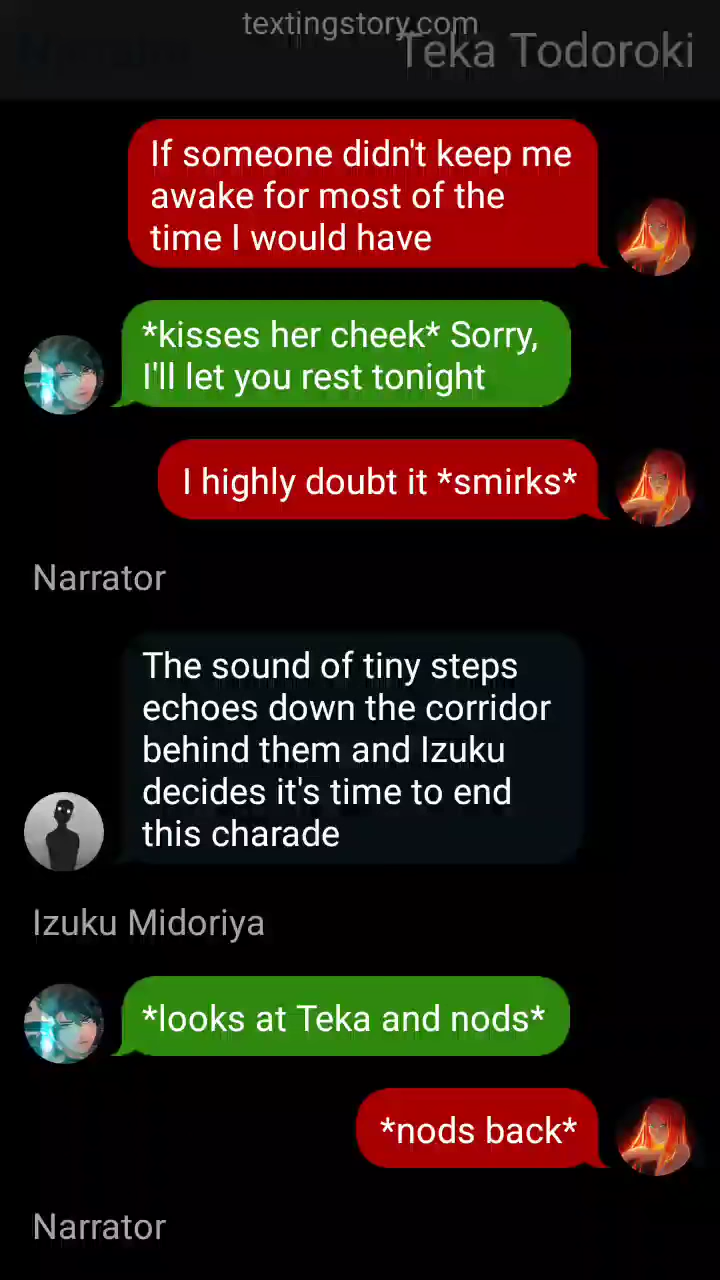 textingstory.com
Teka Todoroki
If someone didn't keep me
awake for most of the
time I would have
*kisses her cheek* Sorry,
I'll let you rest tonight
I highly doubt it *smirks*
Narrator
The sound of tiny steps
echoes down the corridor
behind them and Izuku
decides it's time to end
this charade
Izuku Midoriya
*looks at Teka and nods*
*nods back*
Narrator